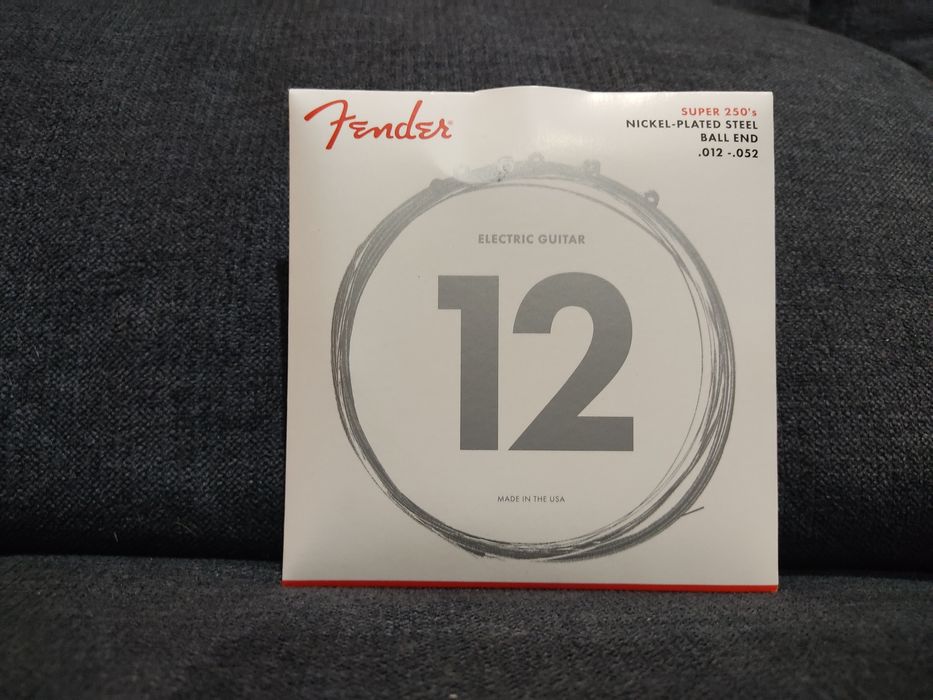 Fender®
SUPER 250's
NICKEL-PLATED STEEL
BALL END
.012 -.052
ELECTRIC GUITAR
12
MADE IN THE USA